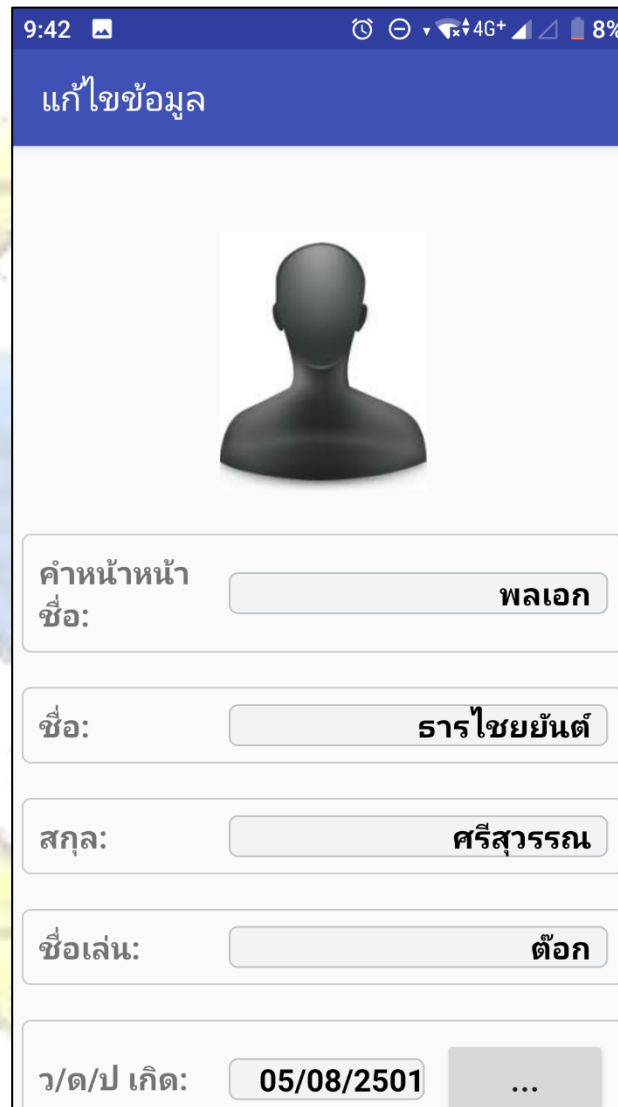 9:42 4G+ 8%
แก้ไขข้อมูล
คำหน้าหน้า
ชื่อ:
พลเอก
ชื่อ: ธารไชยยันต์
สกุล: ศรีสุวรรณ
ชื่อเล่น: ต๊อก
ว/ด/ป เกิด: 05/08/2501 ...